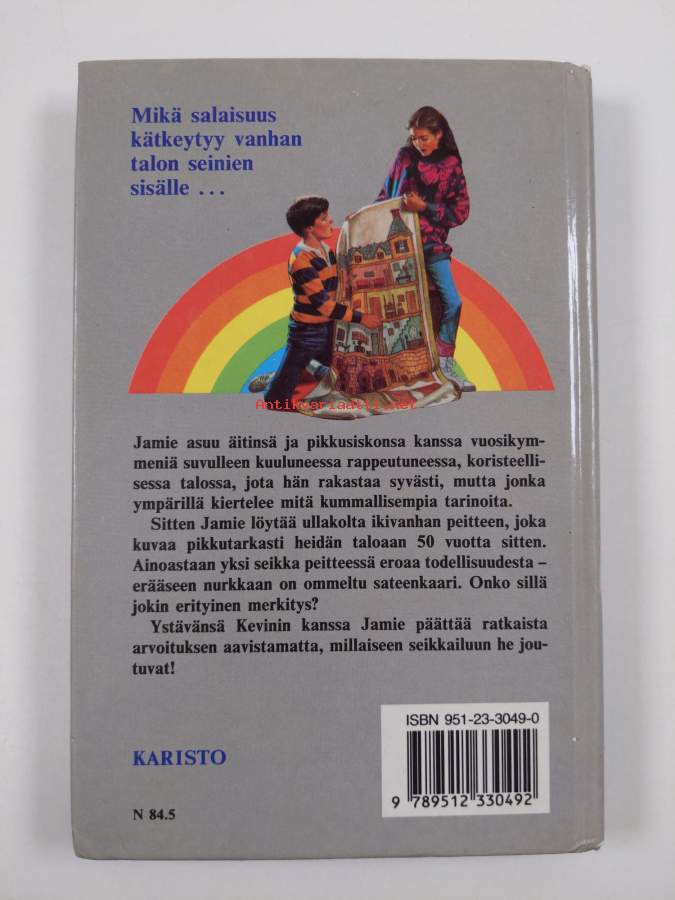 Mikä salaisuus
kätkeytyy vanhan
talon seinien
sisälle ...
Antikvariaatti.net
Jamie asuu äitinsä ja pikkusiskonsa kanssa vuosikym-
meniä suvulleen kuuluneessa rappeutuneessa, koristeelli-
sessa talossa, jota hän rakastaa syvästi, mutta jonka
ympärillä kiertelee mitä kummallisempia tarinoita.
Sitten Jamie löytää ullakolta ikivanhan peitteen, joka
kuvaa pikkutarkasti heidän taloaan 50 vuotta sitten.
Ainoastaan yksi seikka peitteessä eroaa todellisuudesta –
erääseen nurkkaan on ommeltu sateenkaari. Onko sillä
jokin erityinen merkitys?
Ystävänsä Kevinin kanssa Jamie päättää ratkaista
arvoituksen aavistamatta, millaiseen seikkailuun he jou-
tuvat!
ISBN 951-23-3049-0
9 789512 330492
KARISTO
N 84.5